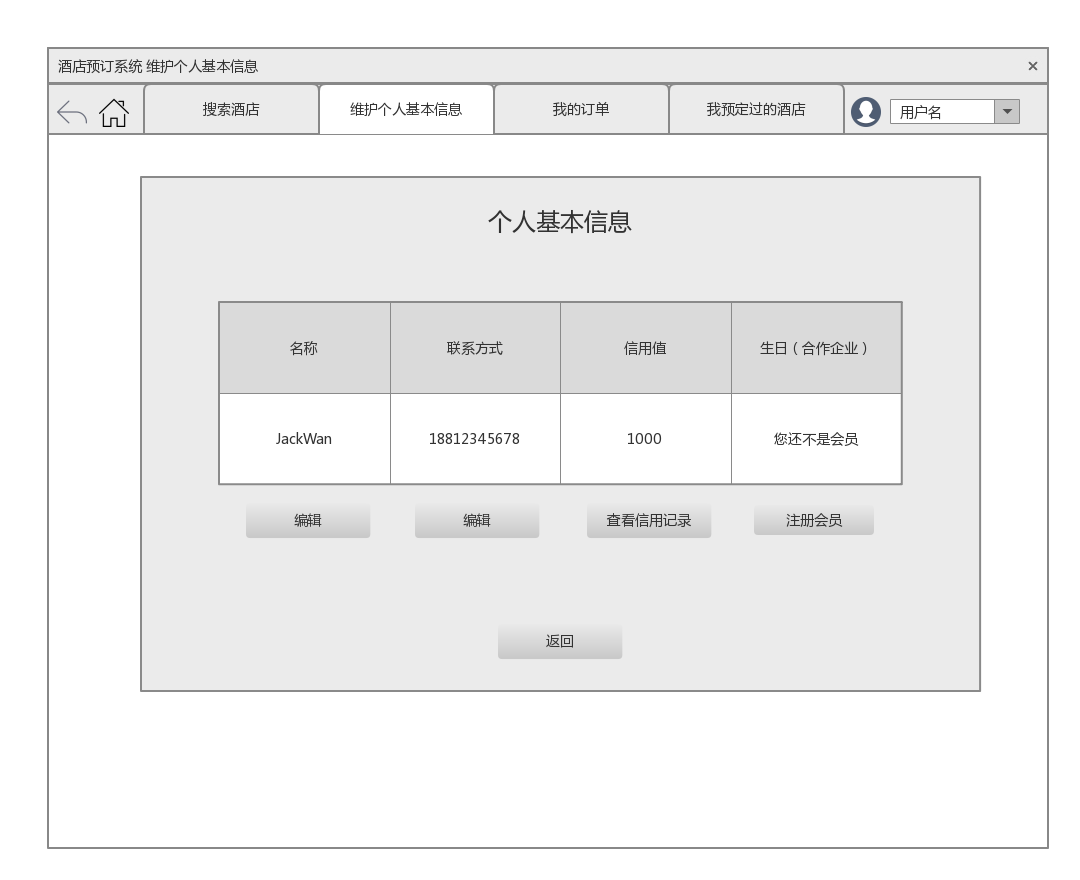 酒店预订系统 维护个人基本信息
搜索酒店
维护个人基本信息
我的订单
我预定过的酒店
用户名
个人基本信息
名称
联系方式
信用值
生日（合作企业）
JackWan
18812345678
1000
您还不是会员
编辑
编辑
查看信用记录
注册会员
返回